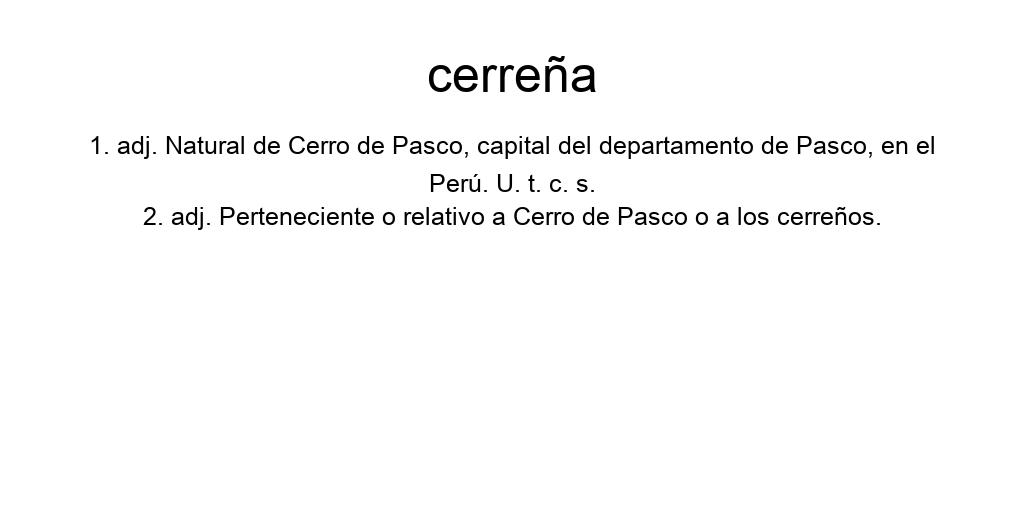 cerreña
1. adj. Natural de Cerro de Pasco, capital del departamento de Pasco, en el
Perú. U. t. c. s.
2. adj. Perteneciente o relativo a Cerro de Pasco o a los cerreños.